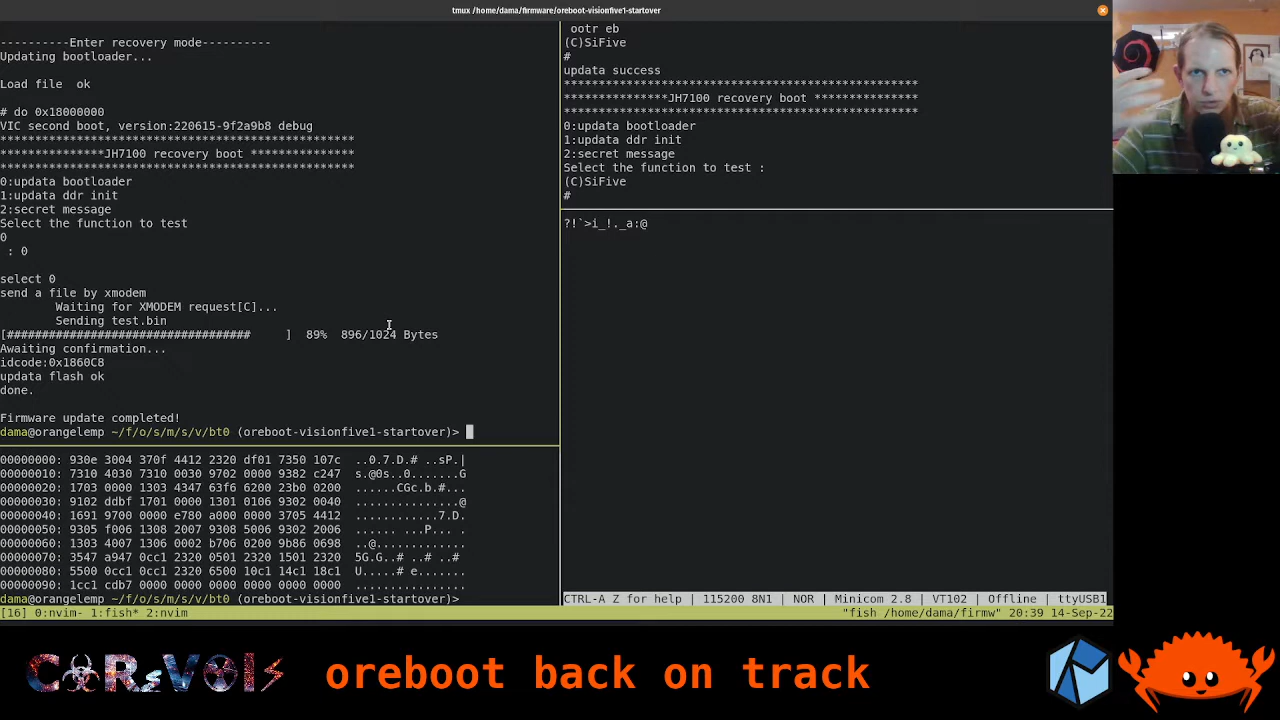 tmux /home/dama/firmware/oreboot-visionfive1-startover
----------Enter recovery mode----------
Updating bootloader...
Load file  ok
# do 0x18000000
VIC second boot, version:220615-9f2a9b8 debug
***************************************************
***************JH7100 recovery boot ***************
***************************************************
0:updata bootloader
1:updata ddr init
2:secret message
Select the function to test
0
 : 0
select 0
send a file by xmodem
        Waiting for XMODEM request[C]...
        Sending test.bin
[###################################     ]  89%  896/1024 Bytes
Awaiting confirmation...
idcode:0x1860C8
updata flash ok
done.
Firmware update completed!
dama@orangelemp ~/f/o/s/m/s/v/bt0 (oreboot-visionfive1-startover)>
00000000: 930e 3004 370f 4412 2320 df01 7350 107c  ..0.7.D.# ..sP.|
00000010: 7310 4030 7310 0030 9702 0000 9382 c247  s.@0s..0.......G
00000020: 1703 0000 1303 4347 63f6 6200 23b0 0200  ......CGc.b.#...
00000030: 9102 ddbf 1701 0000 1301 0106 9302 0040  ...............@
00000040: 1691 9700 0000 e780 a000 0000 3705 4412  ............7.D.
00000050: 9305 f006 1308 2007 9308 5006 9302 2006  ...... ...P... .
00000060: 1303 4007 1306 0002 b706 0200 9b86 0698  ..@.............
00000070: 3547 a947 0cc1 2320 0501 2320 1501 2320  5G.G..# ..# ..#
00000080: 5500 0cc1 0cc1 2320 6500 10c1 14c1 18c1  U.....# e.......
00000090: 1cc1 cdb7 0000 0000 0000 0000 0000 0000  ................
dama@orangelemp ~/f/o/s/m/s/v/bt0 (oreboot-visionfive1-startover)>
 ootr eb
(C)SiFive
#
updata success
***************************************************
***************JH7100 recovery boot ***************
***************************************************
0:updata bootloader
1:updata ddr init
2:secret message
Select the function to test :
(C)SiFive
#
?!`>i_!._a:@
CTRL-A Z for help | 115200 8N1 | NOR | Minicom 2.8 | VT102 | Offline | ttyUSB1
[16] 0:nvim- 1:fish* 2:nvim
"fish /home/dama/firmw" 20:39 14-Sep-22
oreboot back on track